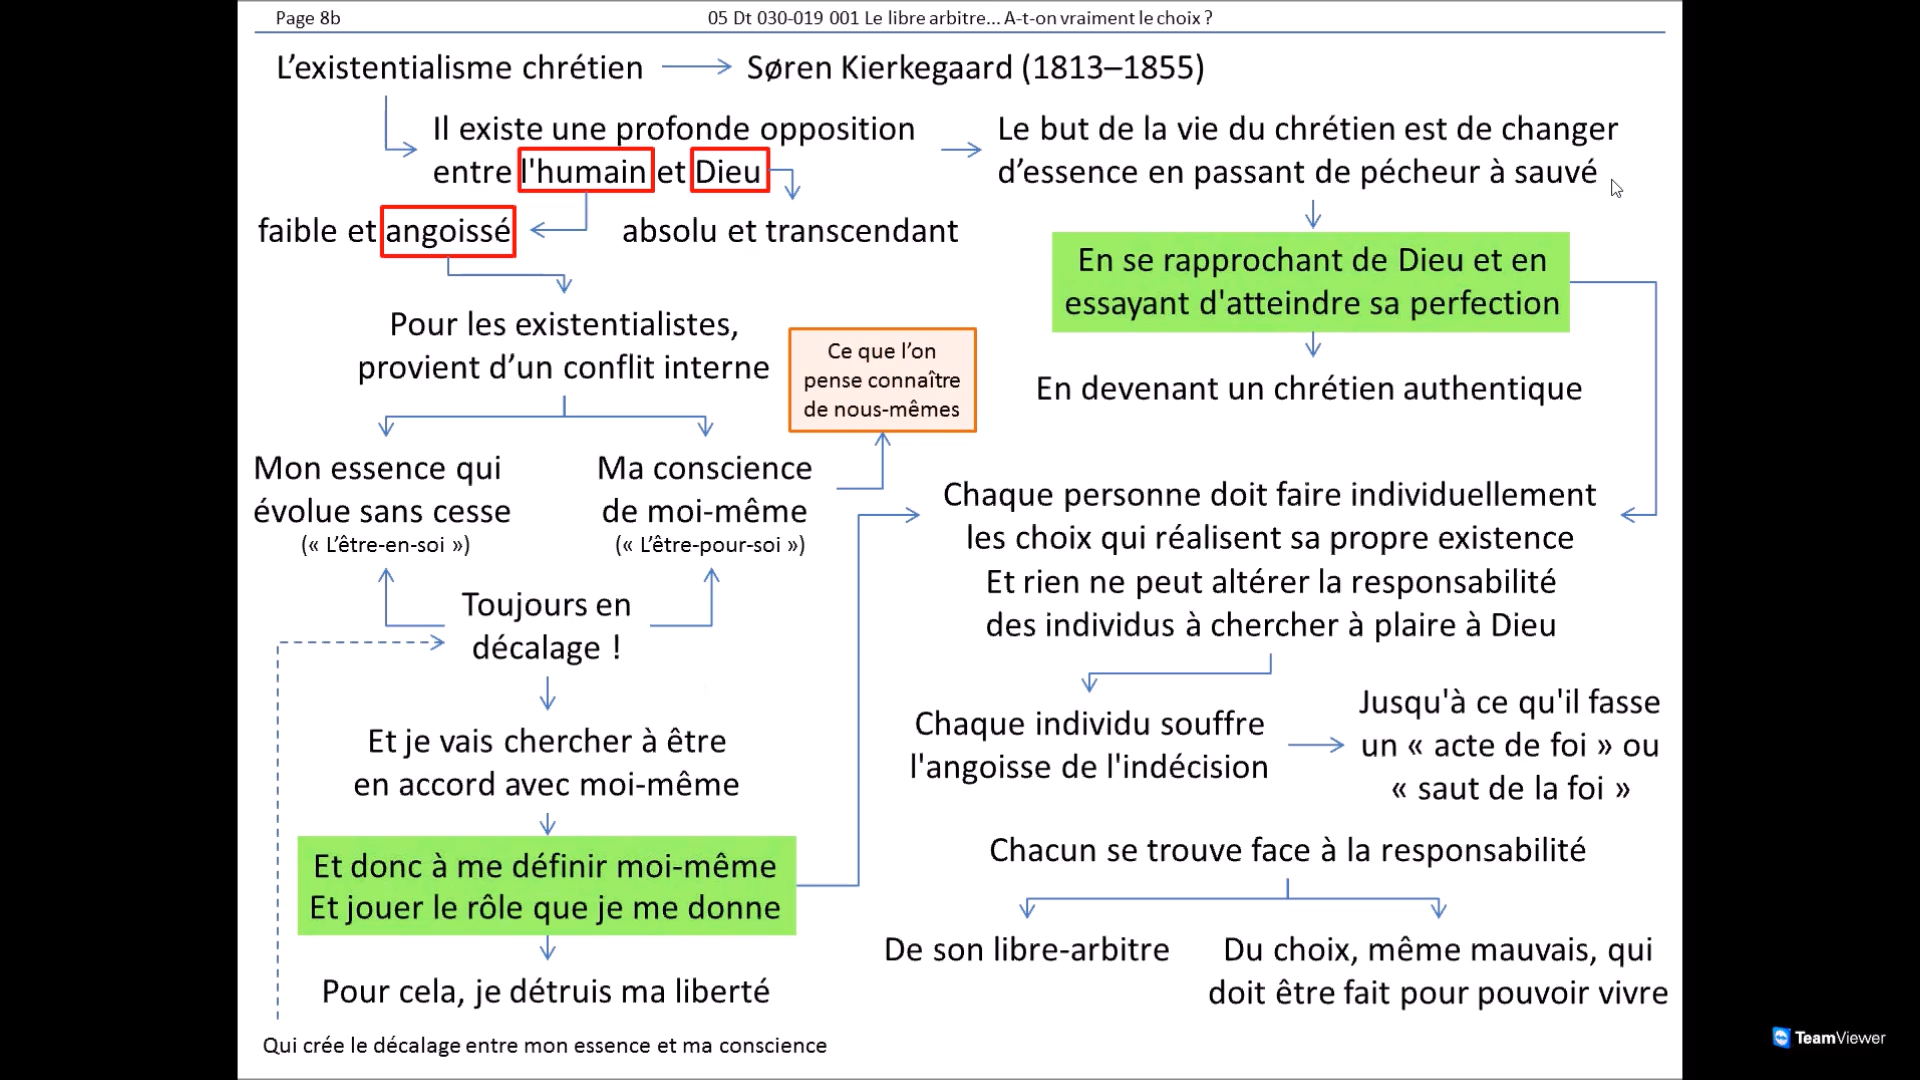 Page 8b
05 Dt 030-019 001 Le libre arbitre... A-t-on vraiment le choix ?
L’existentialisme chrétien
Søren Kierkegaard (1813–1855)
Il existe une profonde opposition
entre l'humain et Dieu
Le but de la vie du chrétien est de changer
d’essence en passant de pécheur à sauvé
faible et angoissé
absolu et transcendant
En se rapprochant de Dieu et en
essayant d'atteindre sa perfection
Pour les existentialistes,
provient d’un conflit interne
Ce que l’on
pense connaître
de nous-mêmes
En devenant un chrétien authentique
Mon essence qui
évolue sans cesse
(« L’être-en-soi »)
Ma conscience
de moi-même
(« L’être-pour-soi »)
Chaque personne doit faire individuellement
les choix qui réalisent sa propre existence
Et rien ne peut altérer la responsabilité
des individus à chercher à plaire à Dieu
Toujours en
décalage !
Et je vais chercher à être
en accord avec moi-même
Chaque individu souffre
l'angoisse de l'indécision
Jusqu'à ce qu'il fasse
un « acte de foi » ou
« saut de la foi »
Et donc à me définir moi-même
Et jouer le rôle que je me donne
Chacun se trouve face à la responsabilité
De son libre-arbitre
Du choix, même mauvais, qui
doit être fait pour pouvoir vivre
Pour cela, je détruis ma liberté
Qui crée le décalage entre mon essence et ma conscience
TeamViewer